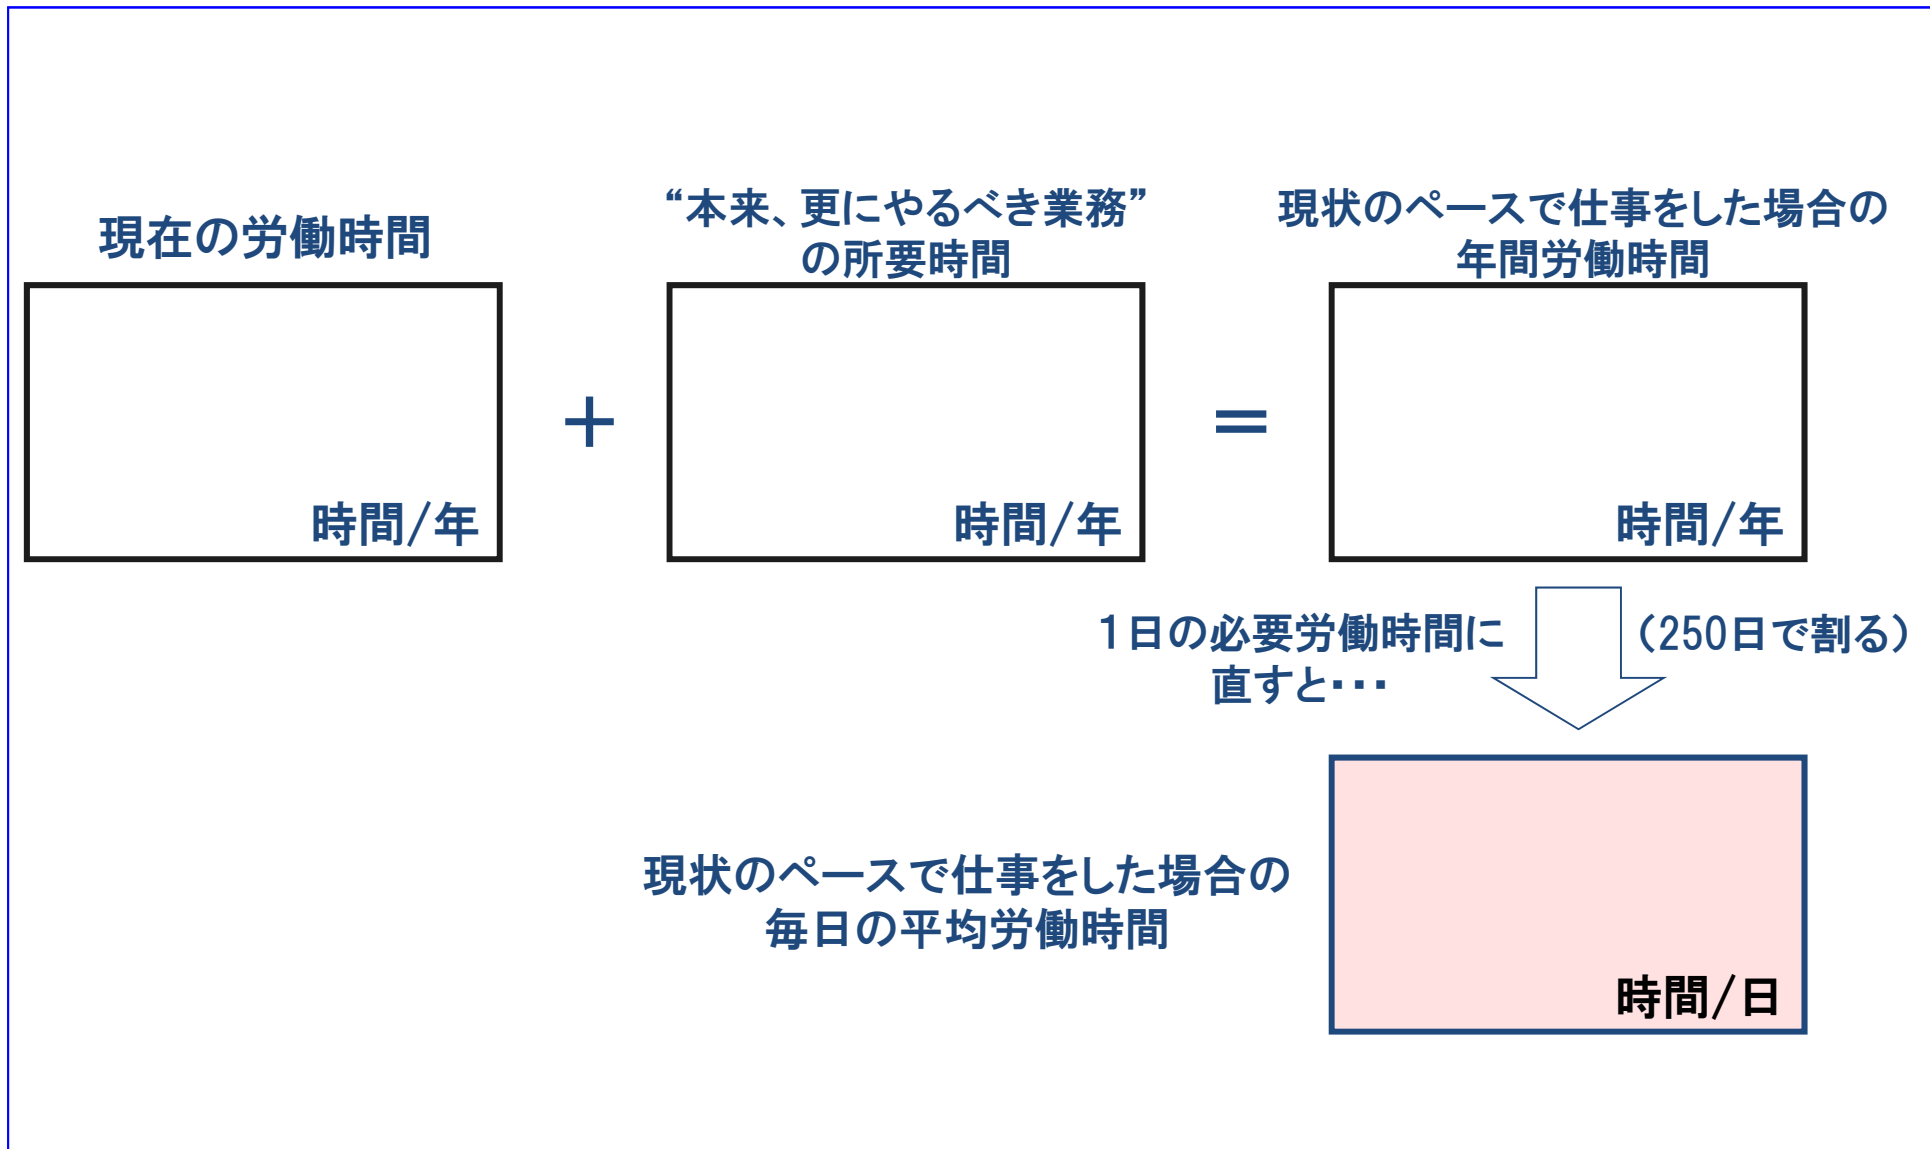 現在の労働時間
“本来、更にやるべき業務”
の所要時間
現状のペースで仕事をした場合の
年間労働時間
時間/年
＋
時間/年
＝
時間/年
１日の必要労働時間に
直すと・・・
（250日で割る）
現状のペースで仕事をした場合の
毎日の平均労働時間
時間/日